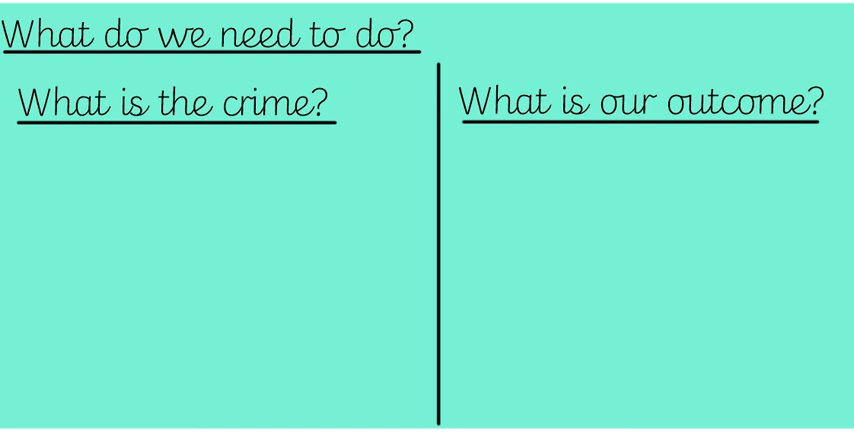 What do we need to do?
What is the crime?
What is our outcome?